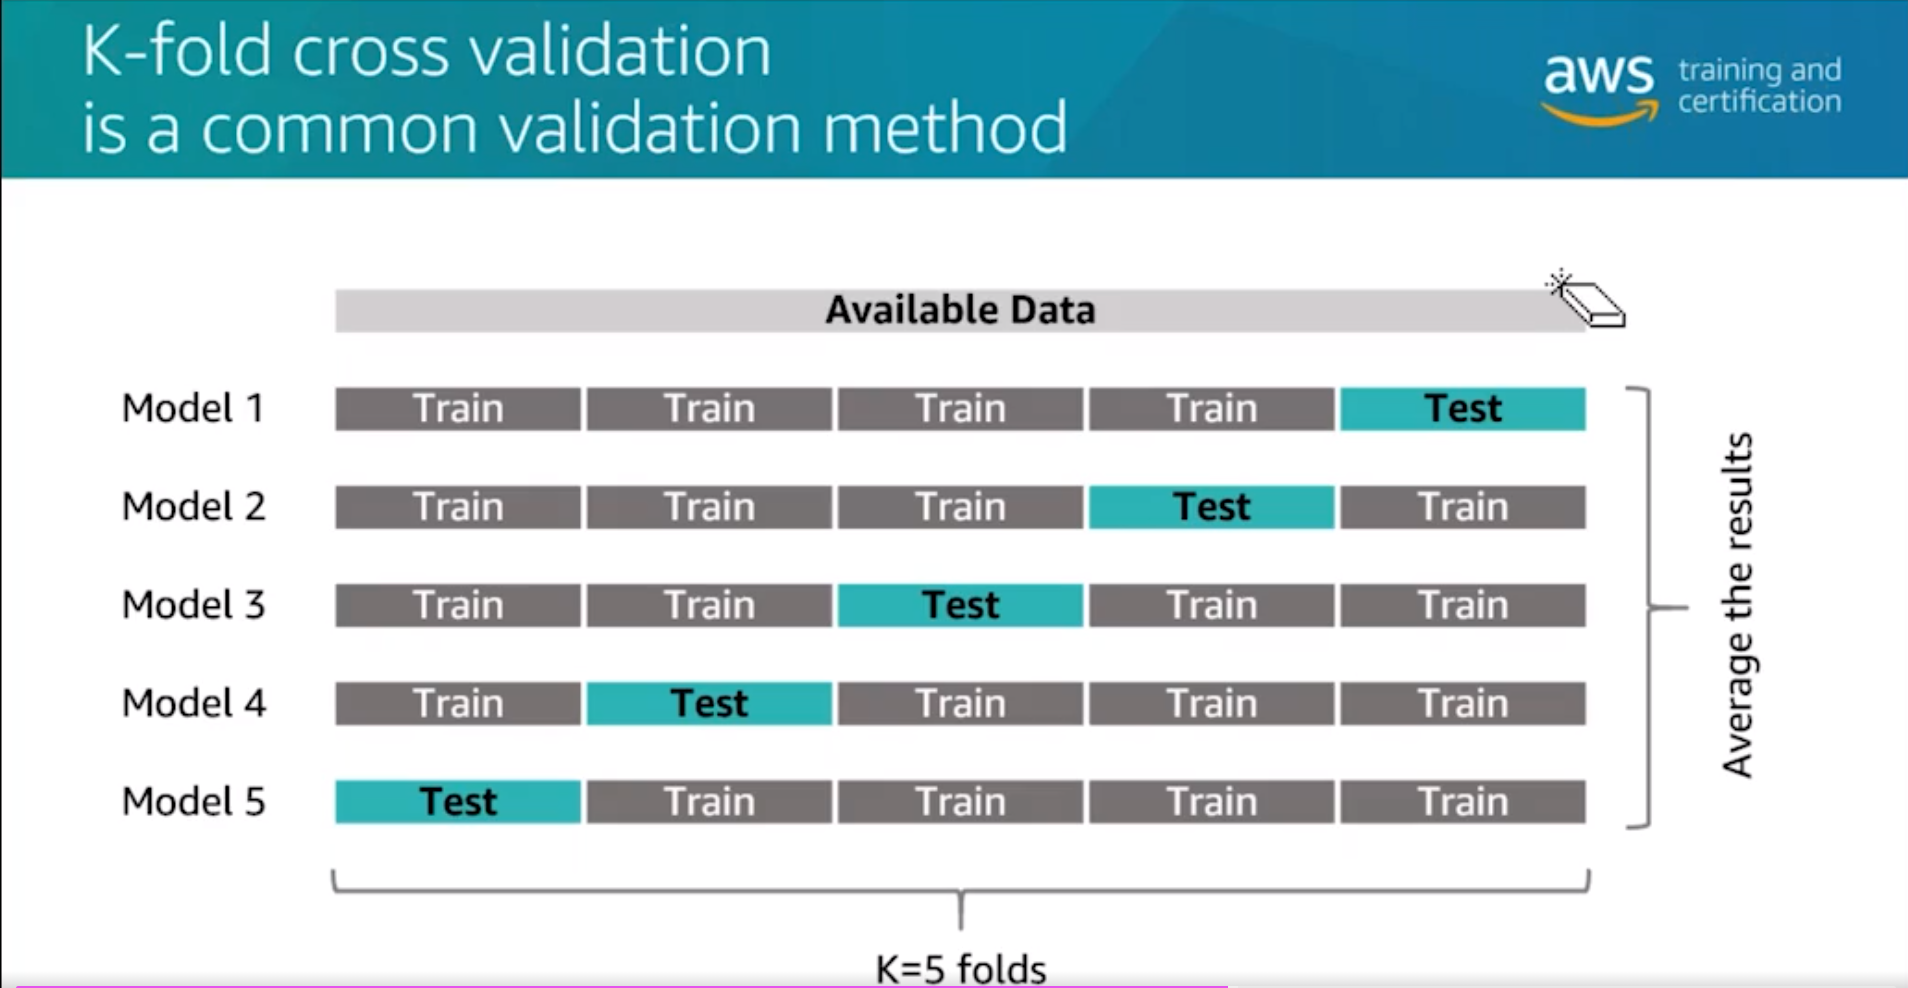 K-fold cross validation
is a common validation method
aws training and
certification
Available Data
Model 1 Train Train Train Train Test
Model 2 Train Train Train Test Train
Model 3 Train Train Test Train Train
Model 4 Train Test Train Train Train
Model 5 Test Train Train Train Train
Average the results
K=5 folds